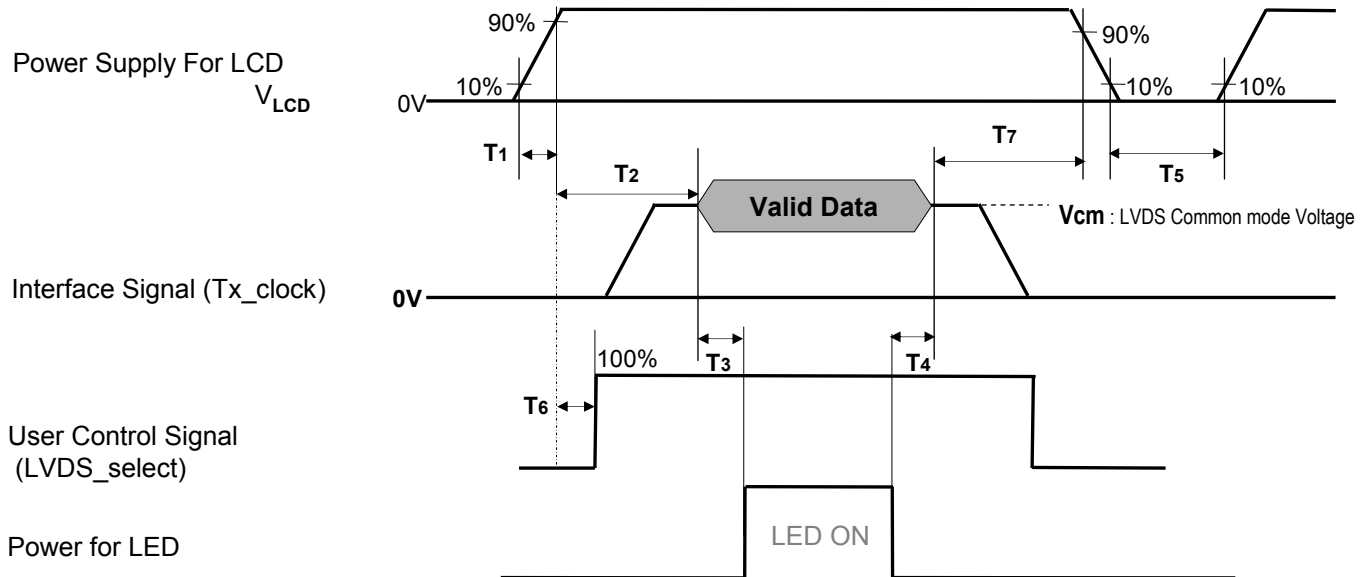 90%
90%
Power Supply For LCD
VLCD
10%
10%
10%
0V
T1
T7
T2
T5
Valid Data
Vcm : LVDS Common mode Voltage
Interface Signal (Tx_clock)
0V
T3
T4
100%
T6
User Control Signal
(LVDS_select)
LED ON
Power for LED